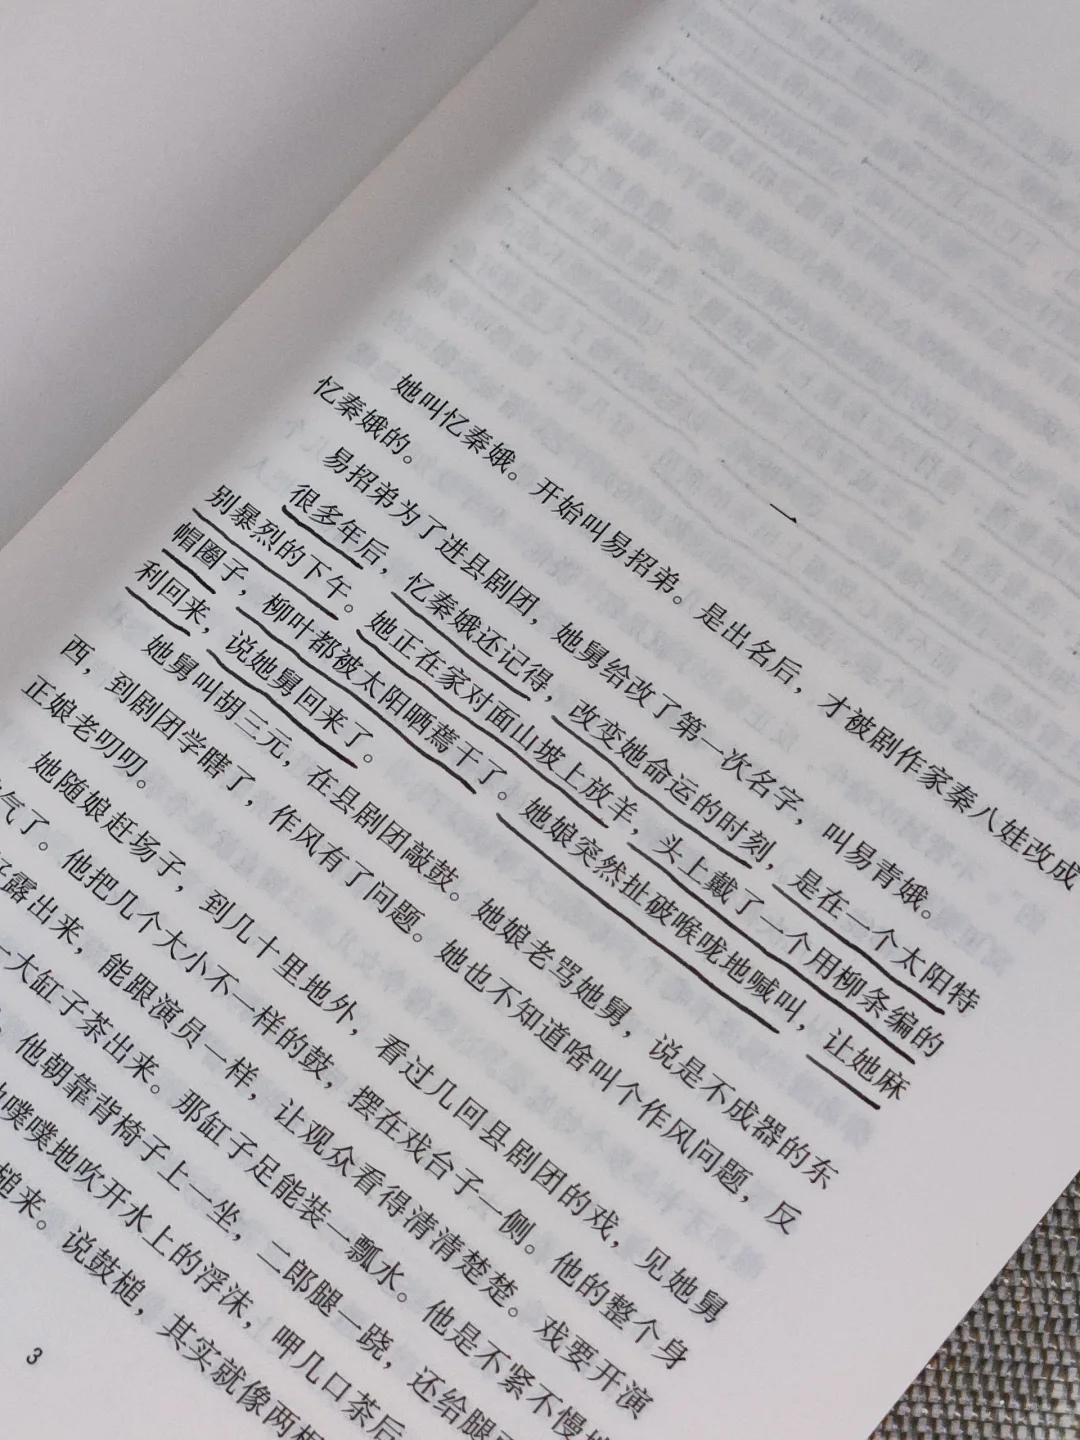 一
她叫忆秦娥。开始叫易招弟。是出名后，才被剧作家秦八娃改成
忆秦娥的。
易招弟为了进县剧团，她舅给改了第一次名字，叫易青娥。
很多年后，忆秦娥还记得，改变她命运的时刻，是在一个太阳特
别暴烈的下午。她正在家对面山坡上放羊，头上戴了一个用柳条编的
帽圈子，柳叶都被太阳晒蔫干了。她娘突然扯破喉咙地喊叫，让她麻
利回来，说她舅回来了。
她舅叫胡三元，在县剧团敲鼓。她娘老骂她舅，说是不成器的东
西，到剧团学瞎了，作风有了问题。她也不知道啥叫个作风问题，反
正娘老叨叨。
她随娘赶场子，到几十里地外，看过几回县剧团的戏，见她舅
气了。他把几个大小不一样的鼓，摆在戏台子一侧。他的整个身
露出来，能跟演员一样，让观众看得清清楚楚。戏要开演
一大缸子茶出来。那缸子足能装一瓢水。他是不紧不慢地
他朝靠背椅子上一坐，二郎腿一跷，还给腿
噗噗地吹开水上的浮沫，呷几口茶后
槌来。说鼓槌，其实就像两根
3